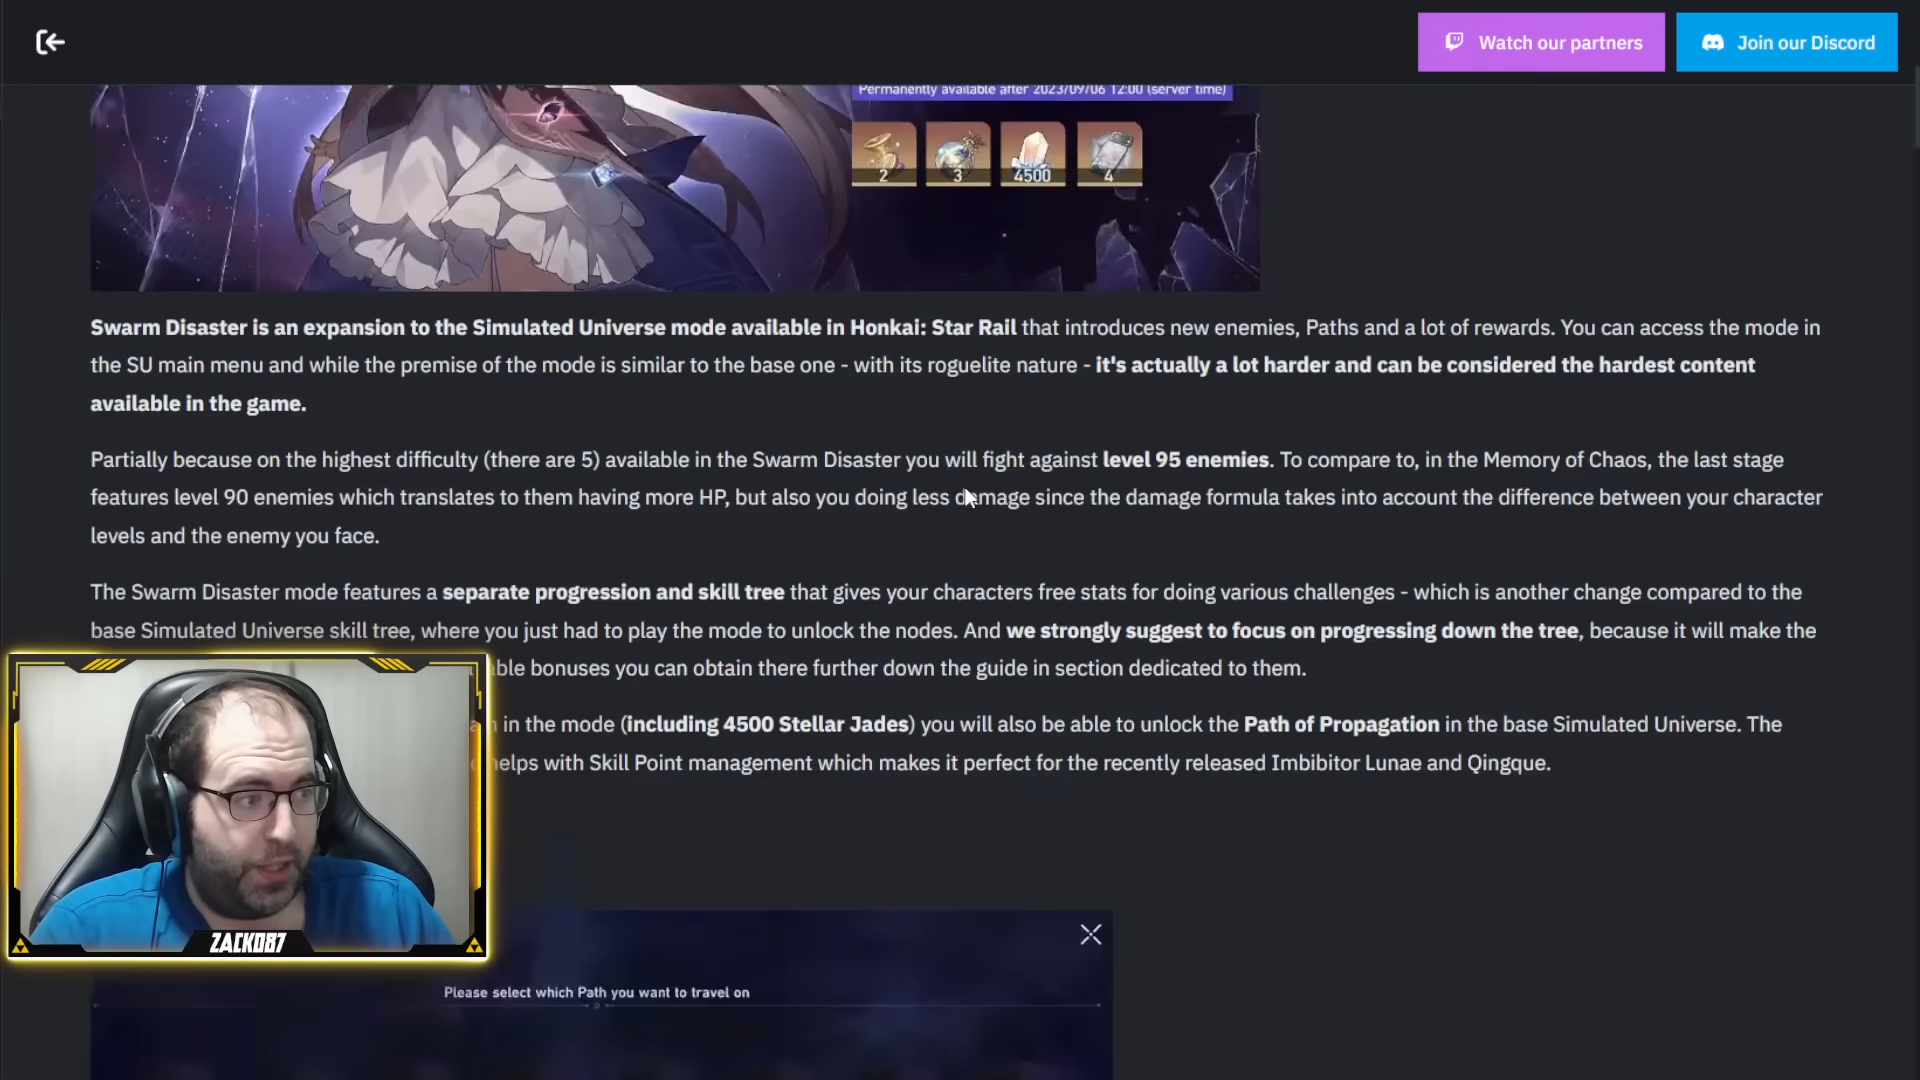 Watch our partners
Join our Discord
Permanently available after 2023/09/06 12:00 (server time)
2
3
4500
4
Swarm Disaster is an expansion to the Simulated Universe mode available in Honkai: Star Rail that introduces new enemies, Paths and a lot of rewards. You can access the mode in
the SU main menu and while the premise of the mode is similar to the base one - with its roguelite nature - it's actually a lot harder and can be considered the hardest content
available in the game.
Partially because on the highest difficulty (there are 5) available in the Swarm Disaster you will fight against level 95 enemies. To compare to, in the Memory of Chaos, the last stage
features level 90 enemies which translates to them having more HP, but also you doing less damage since the damage formula takes into account the difference between your character
levels and the enemy you face.
The Swarm Disaster mode features a separate progression and skill tree that gives your characters free stats for doing various challenges - which is another change compared to the
base Simulated Universe skill tree, where you just had to play the mode to unlock the nodes. And we strongly suggest to focus on progressing down the tree, because it will make the
bonuses you can obtain there further down the guide in section dedicated to them.
in the mode (including 4500 Stellar Jades) you will also be able to unlock the Path of Propagation in the base Simulated Universe. The
helps with Skill Point management which makes it perfect for the recently released Imbibitor Lunae and Qingque.
ZACK087
Please select which Path you want to travel on